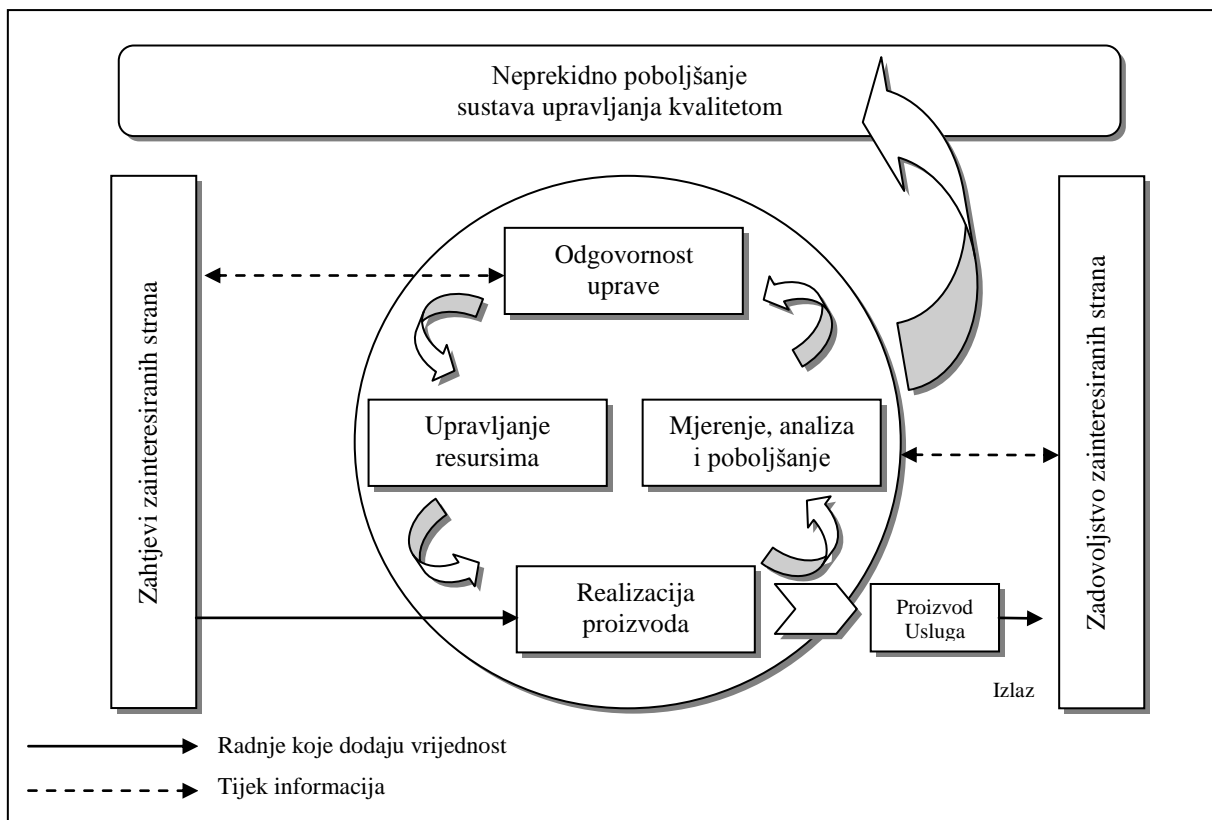 Neprekidno poboljšanje
sustava upravljanja kvalitetom
Zahtjevi zainteresiranih strana
Odgovornost
uprave
Upravljanje
resursima
Mjerenje, analiza
i poboljšanje
Realizacija
proizvoda
Proizvod
Usluga
Izlaz
Zadovoljstvo zainteresiranih strana
Radnje koje dodaju vrijednost
Tijek informacija